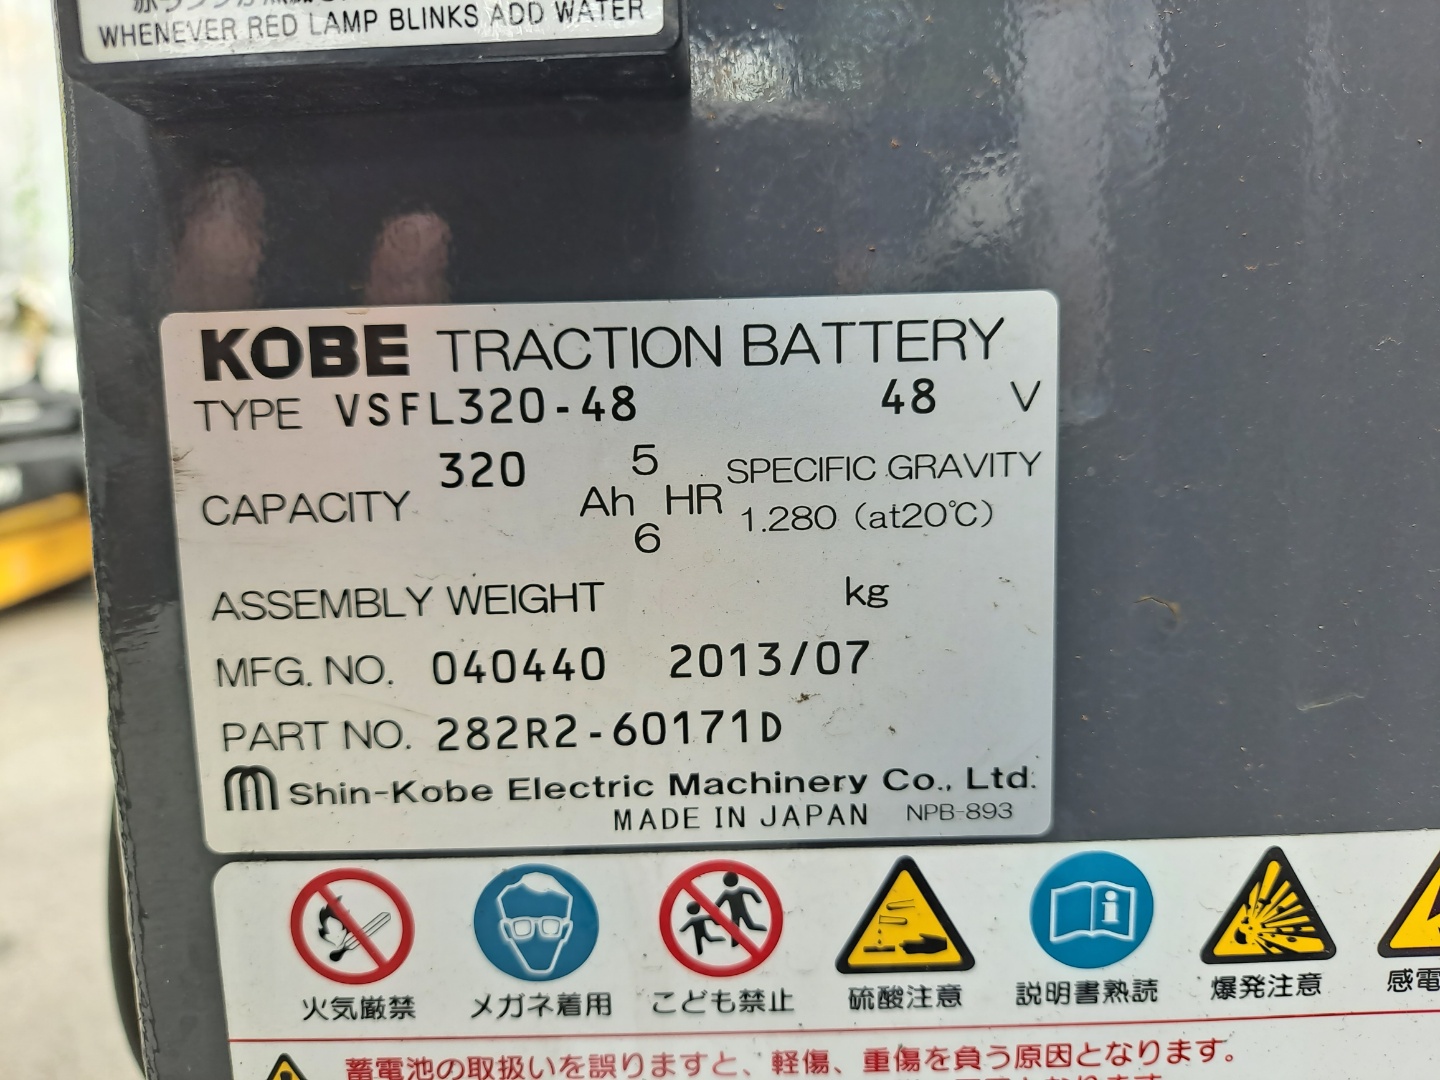 WHENEVER RED LAMP BLINKS ADD WATER
KOBE TRACTION BATTERY
TYPE VSFL320-48 48 V
CAPACITY 320 Ah 5 HR 6
SPECIFIC GRAVITY
1.280 (at20℃)
ASSEMBLY WEIGHT kg
MFG. NO. 040440 2013/07
PART NO. 282R2-60171D
Shin-Kobe Electric Machinery Co., Ltd.
MADE IN JAPAN NPB-893
火気厳禁 メガネ着用 こども禁止 硫酸注意 説明書熟読 爆発注意 感電
蓄電池の取扱いを誤りますと、軽傷、重傷を負う原因となります。